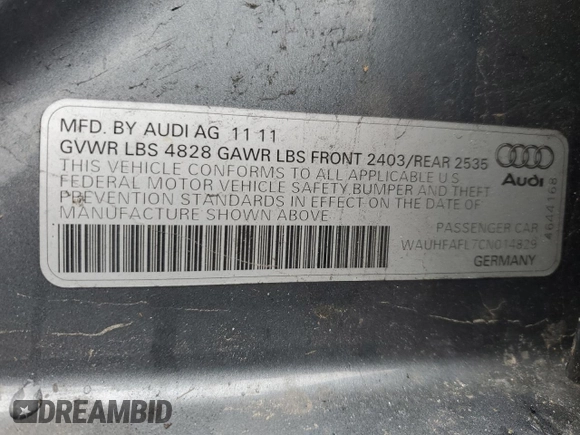 MFD. BY AUDI AG 11 11
GVWR LBS 4828 GAWR LBS FRONT 2403/REAR 2535
THIS VEHICLE CONFORMS TO ALL APPLICABLE U.S.
FEDERAL MOTOR VEHICLE SAFETY,BUMPER AND THEFT
PREVENTION STANDARDS IN EFFECT ON THE DATE OF
MANUFACTURE SHOWN ABOVE.
Audi
4644168
PASSENGER CAR
WAUHFAFL7CN014829
GERMANY
DREAMBID